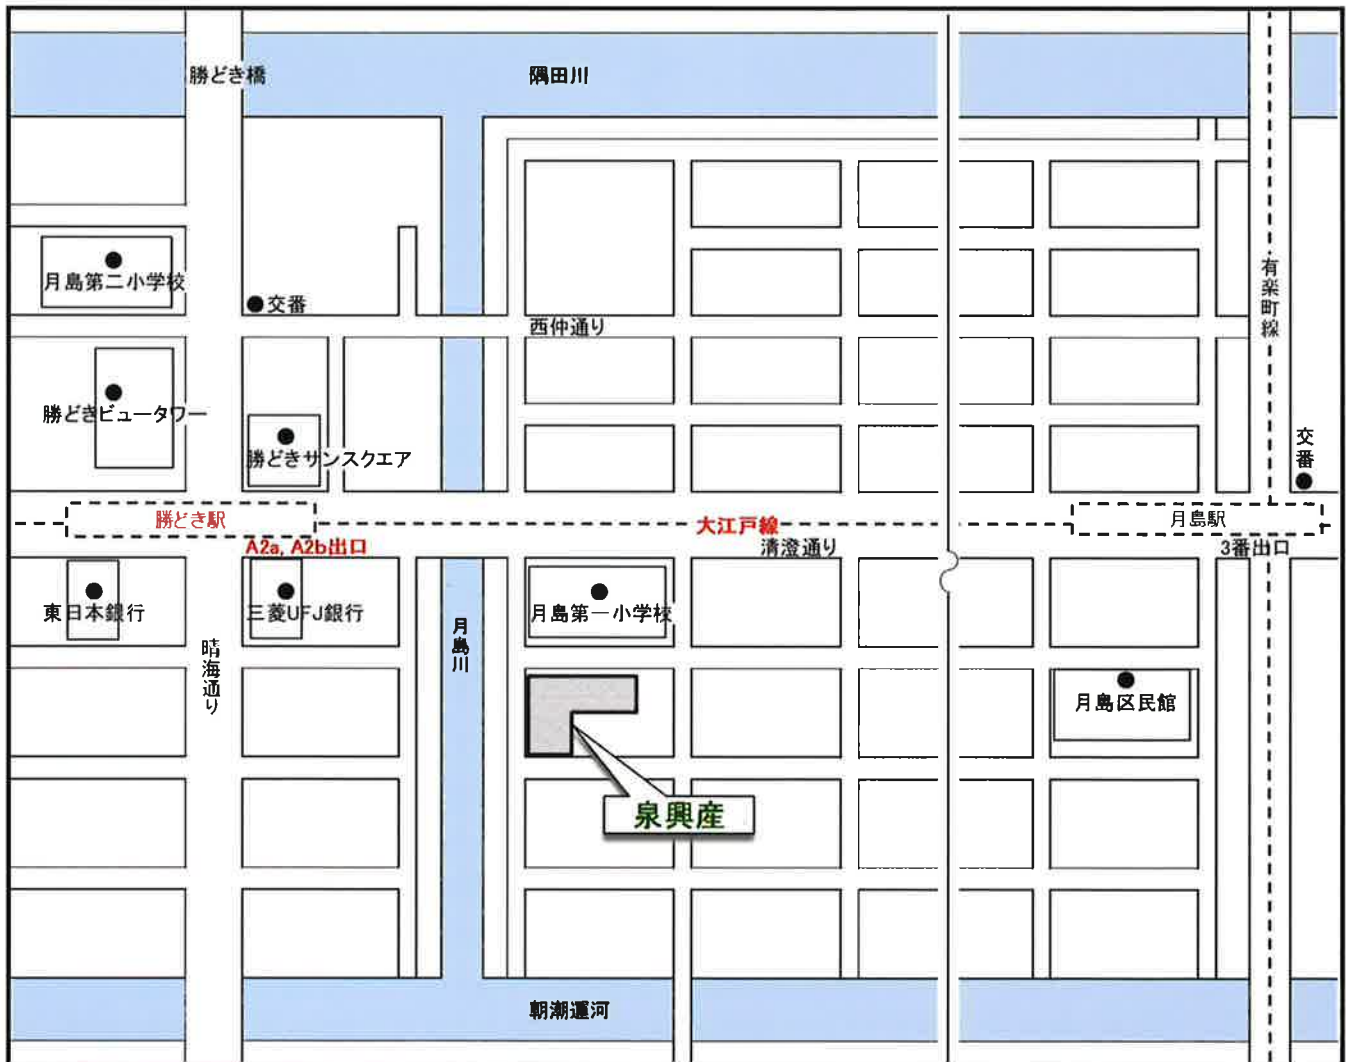 勝どき橋
隅田川
月島第二小学校
交番
西仲通り
有楽町線
勝どきビュータワー
勝どきサンスクエア
交番
勝どき駅
大江戸線
月島駅
A2a, A2b出口
清澄通り
3番出口
東日本銀行
三菱UFJ銀行
月島第一小学校
月島川
晴海通り
月島区民館
泉興産
朝潮運河